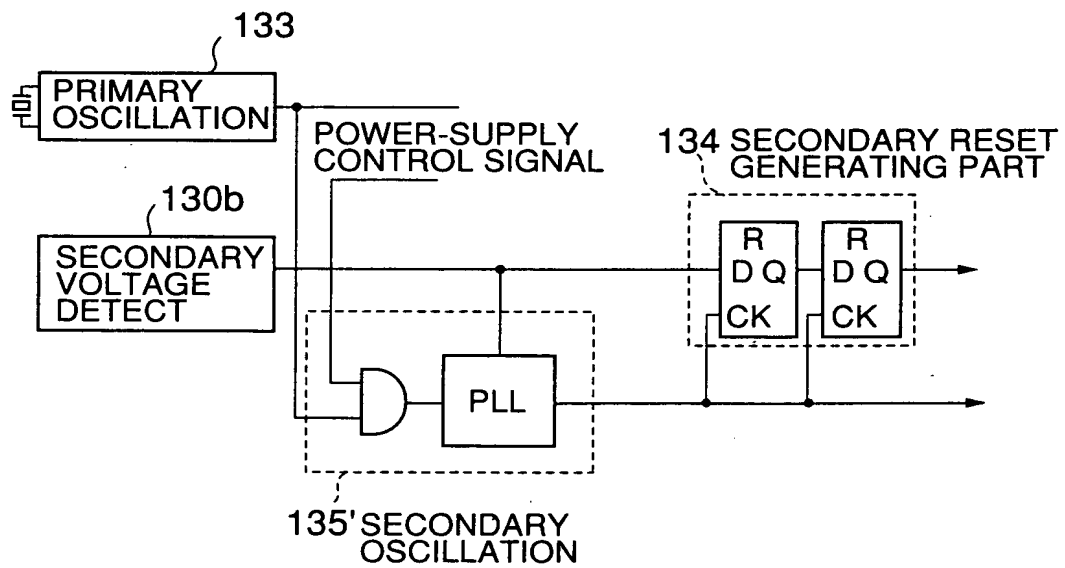 133
PRIMARY
OSCILLATION
POWER-SUPPLY
CONTROL SIGNAL
134 SECONDARY RESET
GENERATING PART
130b
SECONDARY
VOLTAGE
DETECT
R
D Q
CK
R
D Q
CK
PLL
135' SECONDARY
OSCILLATION